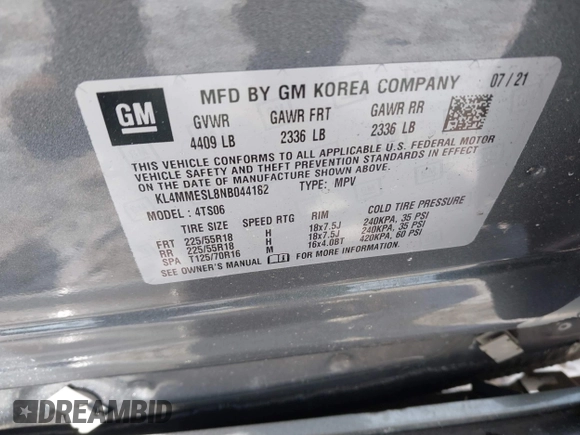 GM
MFD BY GM KOREA COMPANY 07 / 21
GVWR GAWR FRT GAWR RR
4409 LB 2336 LB 2336 LB
THIS VEHICLE CONFORMS TO ALL APPLICABLE U.S. FEDERAL MOTOR
VEHICLE SAFETY AND THEFT PREVENTION STANDARDS IN EFFECT
ON THE DATE OF MANUFACTURE SHOWN ABOVE.
KL4MMESL8NB044162 TYPE: MPV
MODEL : 4TS06
TIRE SIZE SPEED RTG RIM COLD TIRE PRESSURE
FRT 225/55R18 H 18x7.5J 240KPA, 35 PSI
RR 225/55R18 H 18x7.5J 240KPA, 35 PSI
SPA T125/70R16 M 16x4.0BT 420KPA, 60 PSI
SEE OWNER'S MANUAL
DREAMBID